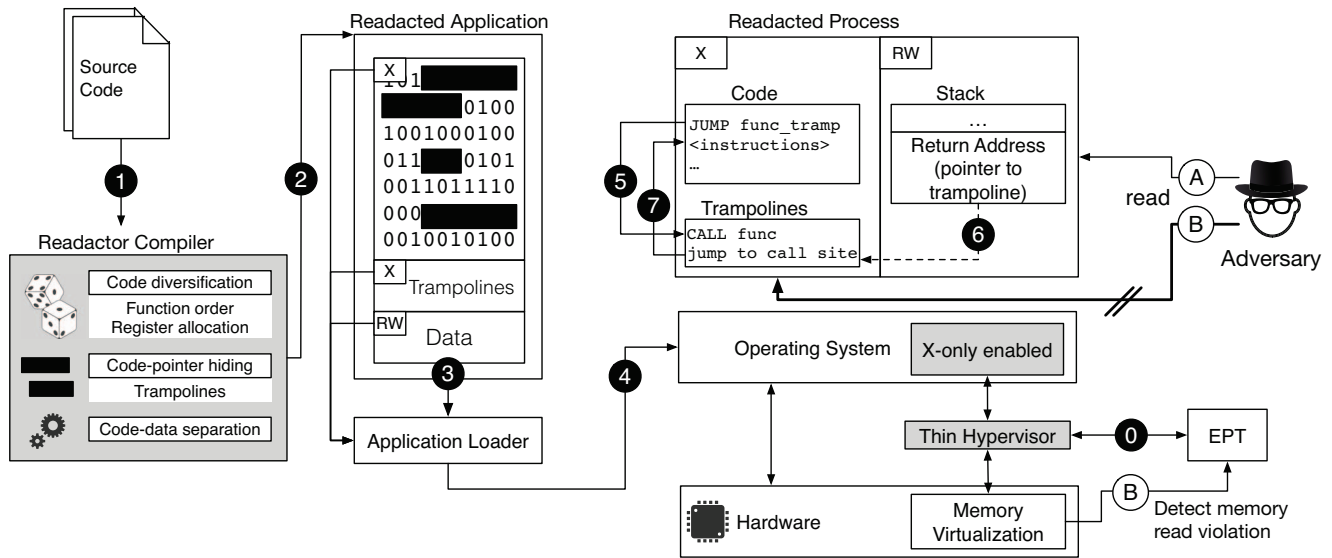 Source
Code
1
Readactor Compiler
Code diversification
Function order
Register allocation
Code-pointer hiding
Trampolines
Code-data separation
2
Readacted Application
X
101
0100
1001000100
011 0101
0011011110
000
0010010100
X
Trampolines
RW
Data
3
Application Loader
4
Readacted Process
X
RW
Code
JUMP func_tramp
<instructions>
…
Stack
…
Return Address
(pointer to
trampoline)
5
7
6
Trampolines
CALL func
jump to call site
A
read
B
Adversary
Operating System
X-only enabled
Thin Hypervisor
0
EPT
Hardware
Memory
Virtualization
B
Detect memory
read violation